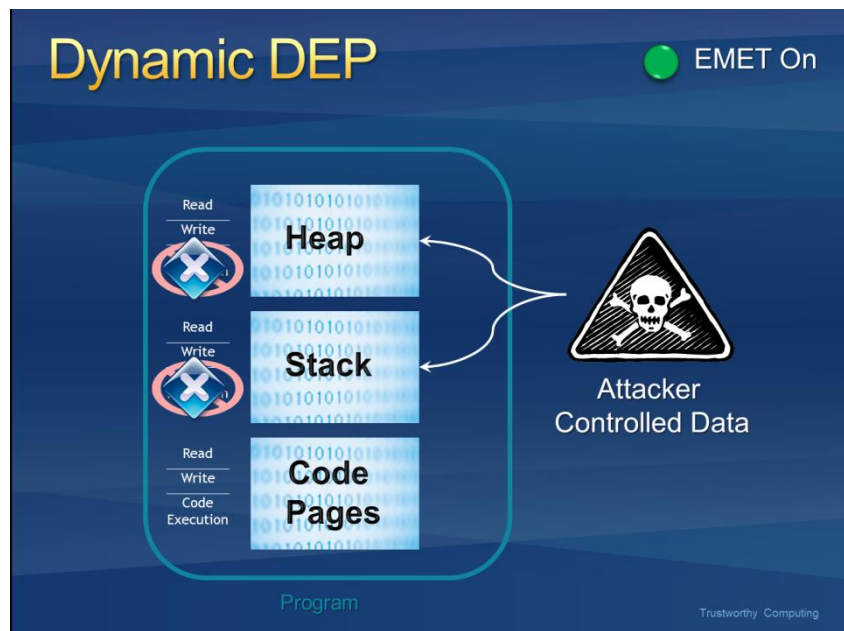 Dynamic DEP
EMET On
Read
Write
Heap
Read
Write
Stack
Read
Write
Code
Execution
Code
Pages
Attacker
Controlled Data
Program
Trustworthy Computing